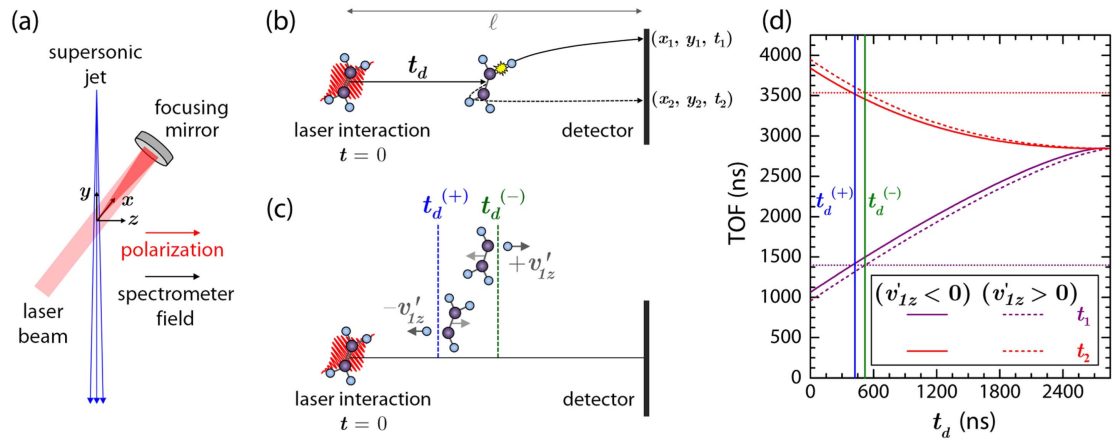 (a)
supersonic
jet
focusing
mirror
y
x
z
polarization
spectrometer
field
laser
beam
(b)
ℓ
t_d
(x₁, y₁, t₁)
(x₂, y₂, t₂)
laser interaction
t = 0
detector
(c)
t_d⁽⁺⁾
t_d⁽⁻⁾
+v′₁z
−v′₁z
laser interaction
t = 0
detector
(d)
TOF (ns)
4000
3500
3000
2500
2000
1500
1000
500
0
t_d⁽⁺⁾
t_d⁽⁻⁾
(v'₁z < 0) (v'₁z > 0)
t₁
t₂
0 600 1200 1800 2400
t_d (ns)